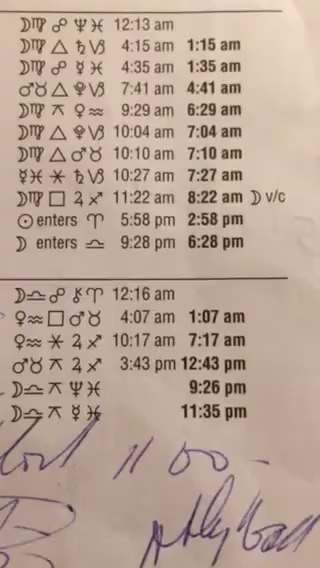 ☽♍ ☍ ♆♓ 12:13 am
☽♍ △ ♄♑ 4:15 am 1:15 am
☽♍ ☍ ☿♓ 4:35 am 1:35 am
♂♉ △ ♇♑ 7:41 am 4:41 am
☽♍ ⚻ ♀♒ 9:29 am 6:29 am
☽♍ △ ♇♑ 10:04 am 7:04 am
☽♍ △ ♂♉ 10:10 am 7:10 am
☿♓ ⚹ ♄♑ 10:27 am 7:27 am
☽♍ □ ♃♐ 11:22 am 8:22 am ☽ v/c
☉ enters ♈ 5:58 pm 2:58 pm
☽ enters ♎ 9:28 pm 6:28 pm
☽♎ ☍ ⚷♈ 12:16 am
♀♒ □ ♂♉ 4:07 am 1:07 am
♀♒ ⚹ ♃♐ 10:17 am 7:17 am
♂♉ ⚻ ♃♐ 3:43 pm 12:43 pm
☽♎ ⚻ ♆♓ 9:26 pm
☽♎ ⚻ ☿♓ 11:35 pm